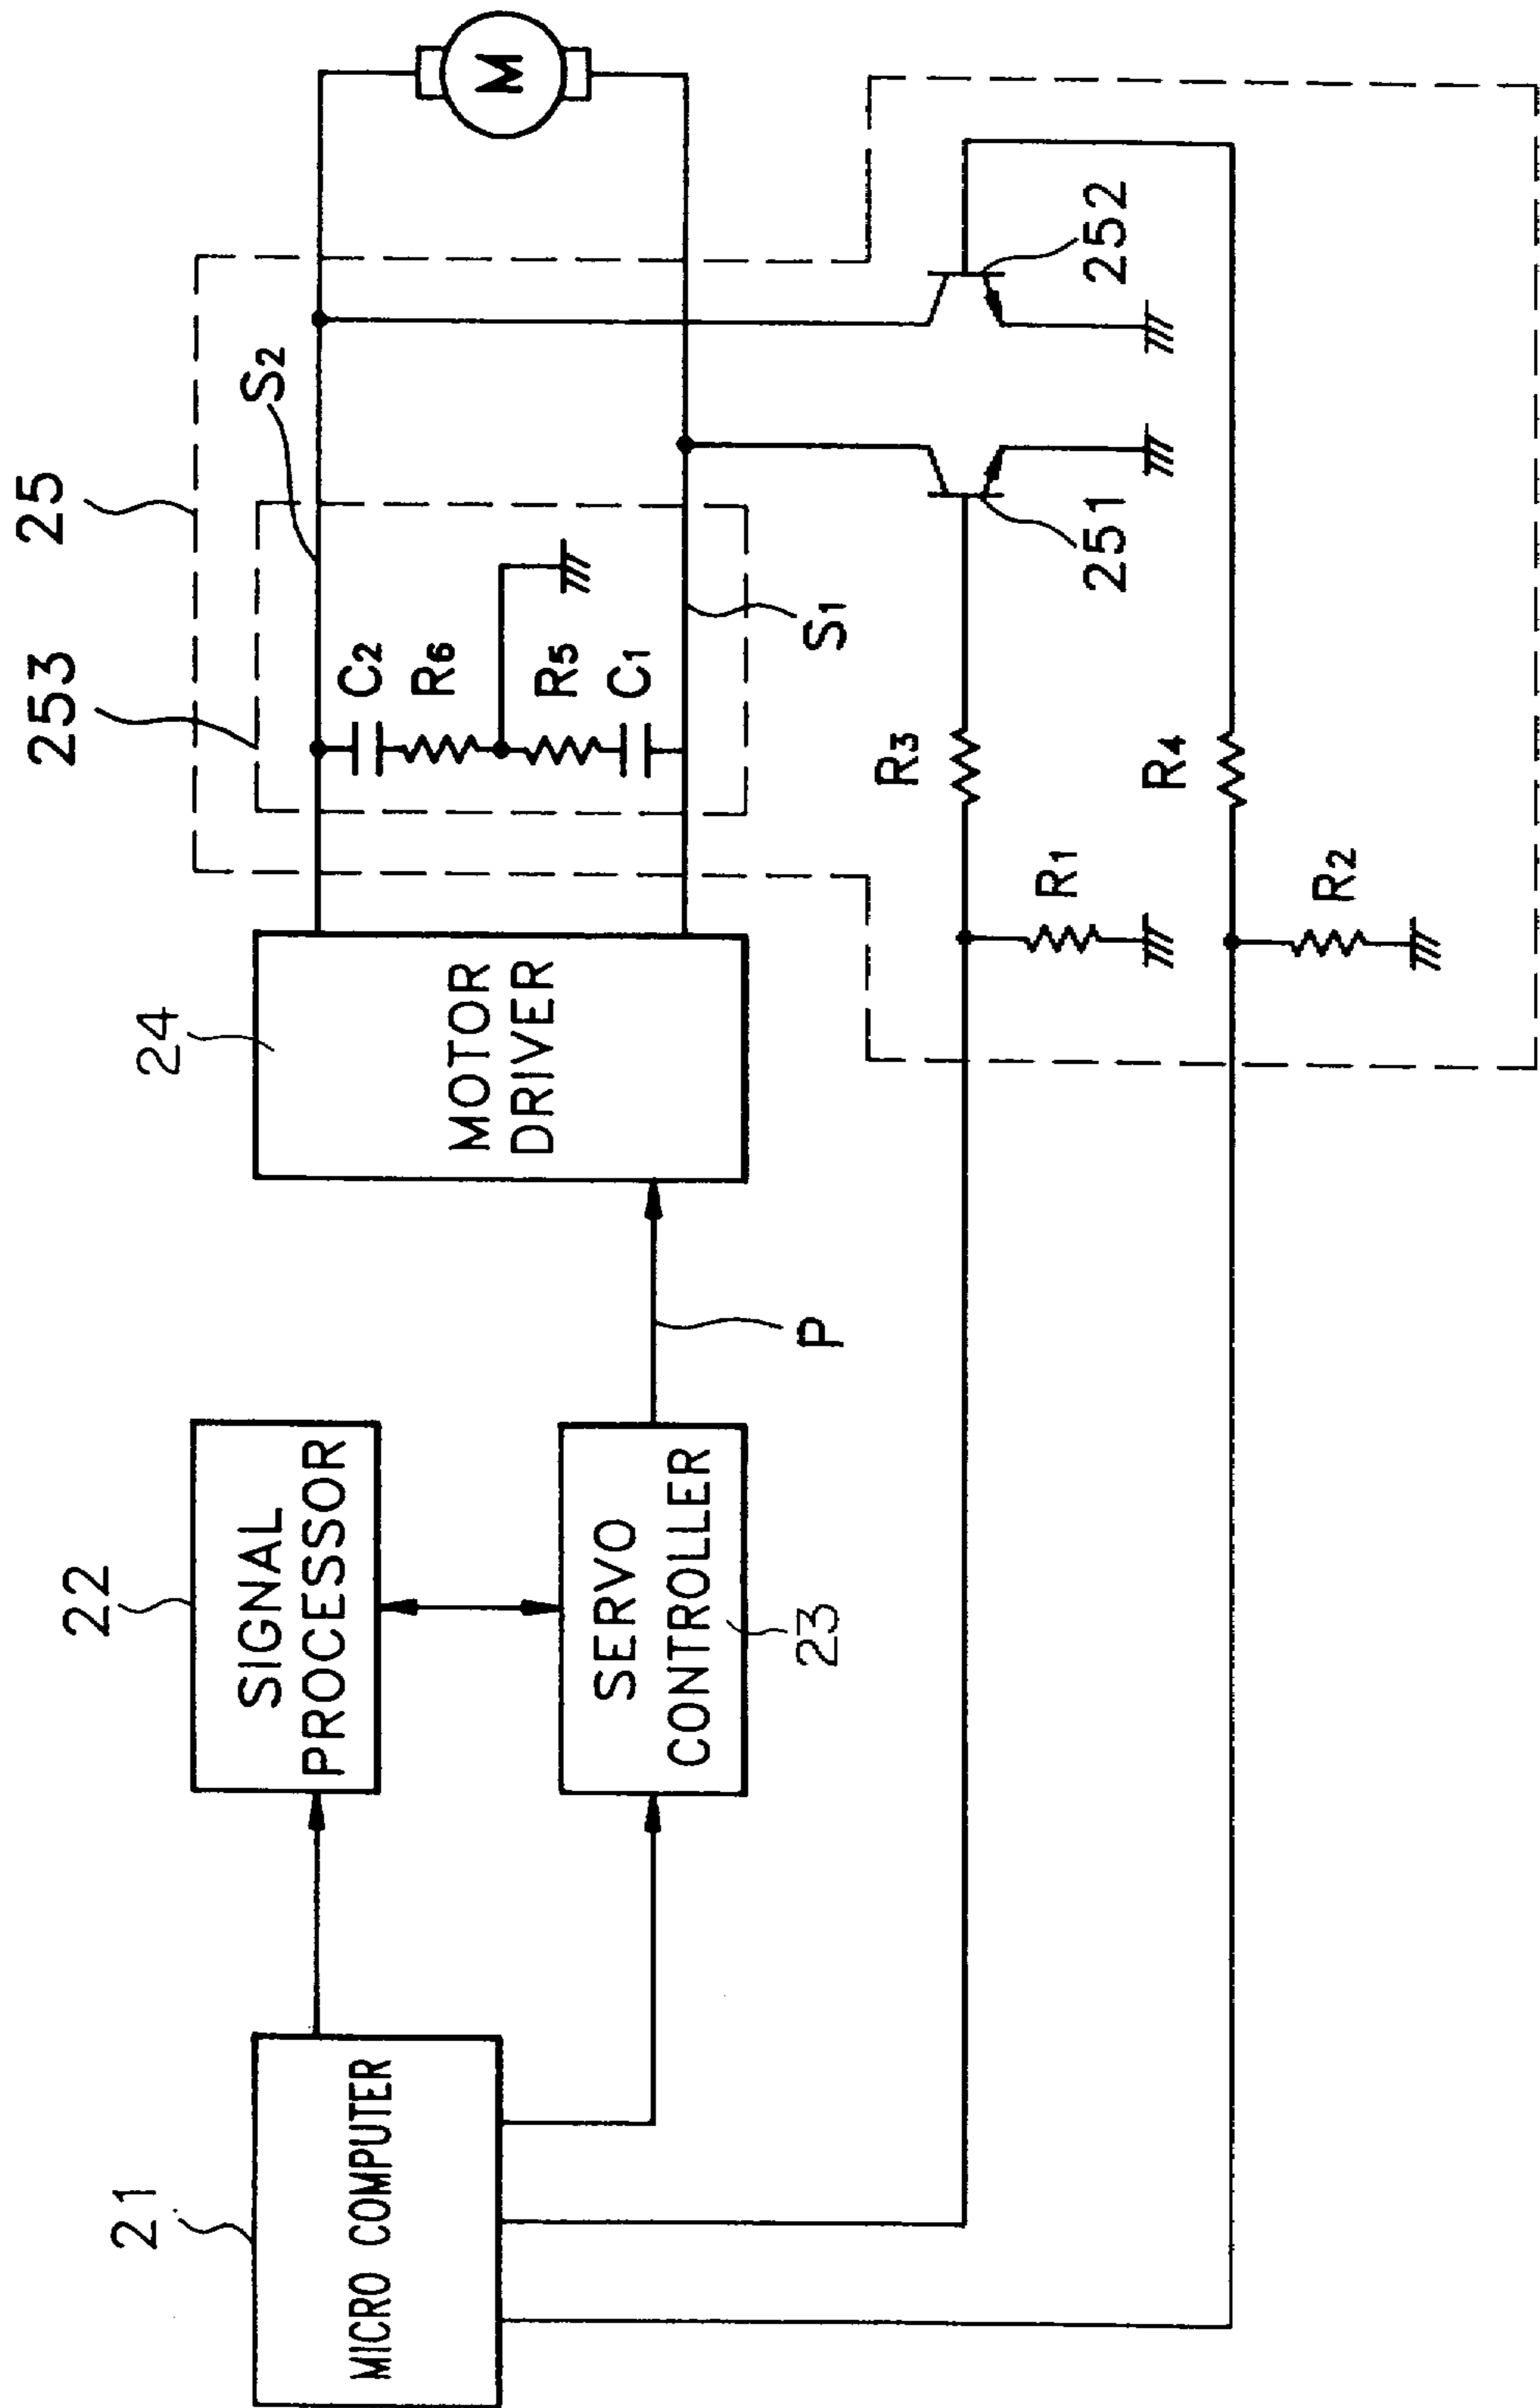 21
MICRO COMPUTER
22
SIGNAL
PROCESSOR
SERVO
CONTROLLER
23
P
24
MOTOR
DRIVER
25
253
S2
C2
R6
R5
C1
S1
M
R3
R1
R4
R2
251
252